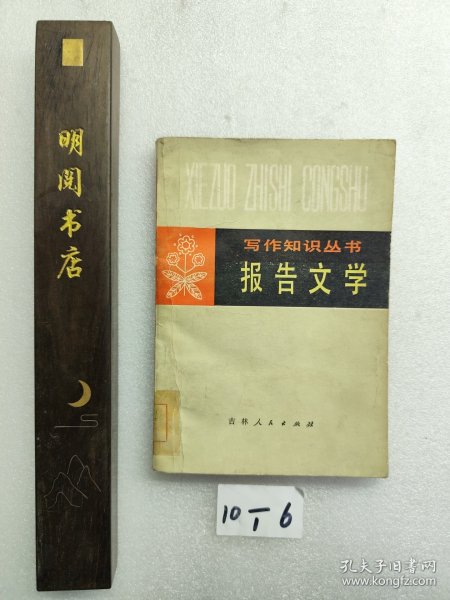 明阅书店
XIEZUO ZHISHI CONGSHU
写作知识丛书
报告文学
吉林人民出版社
10 — 1 6
孔夫子旧书网
www.kongfz.com